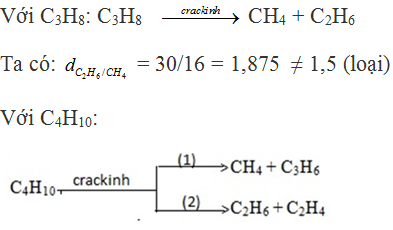 Với C3H8: C3H8 crackinh CH4 + C2H6
Ta có: d C2H6/CH4 = 30/16 = 1,875 ≠ 1,5 (loại)
Với C4H10:
(1) CH4 + C3H6
C4H10 crackinh
(2) C2H6 + C2H4